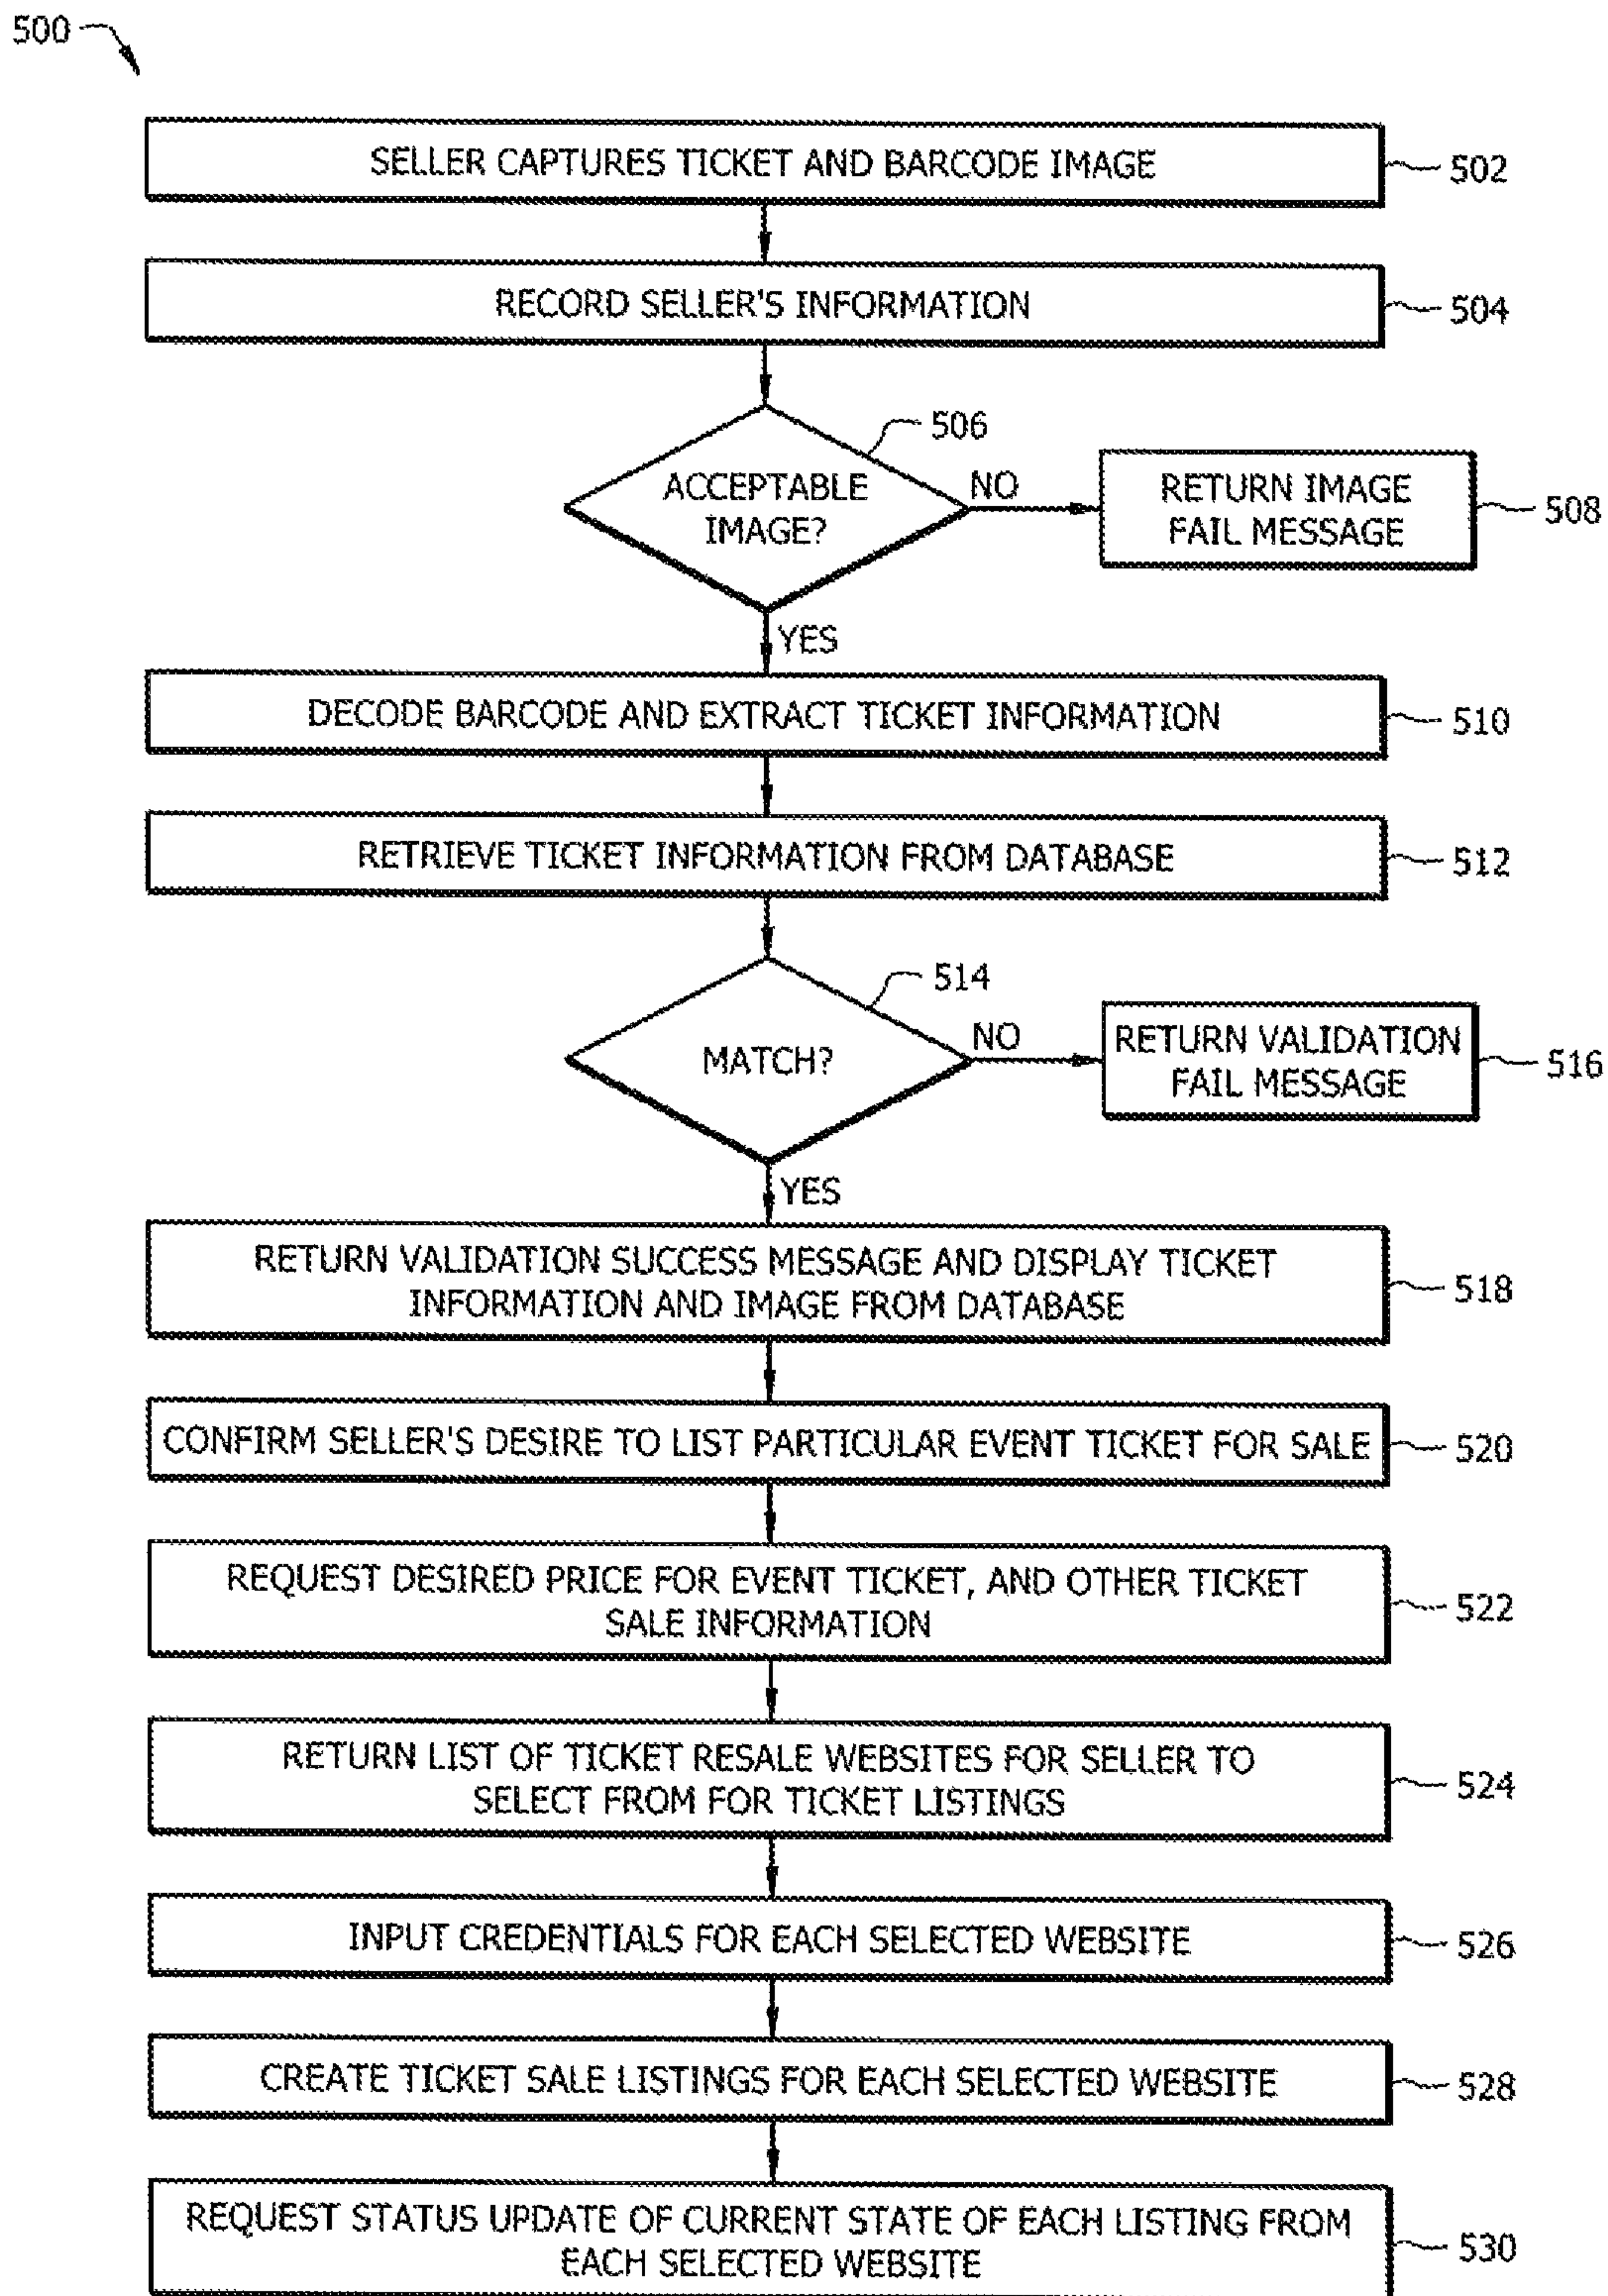 500
SELLER CAPTURES TICKET AND BARCODE IMAGE
502
RECORD SELLER'S INFORMATION
504
506
ACCEPTABLE
IMAGE?
NO
RETURN IMAGE
FAIL MESSAGE
508
YES
DECODE BARCODE AND EXTRACT TICKET INFORMATION
510
RETRIEVE TICKET INFORMATION FROM DATABASE
512
514
MATCH?
NO
RETURN VALIDATION
FAIL MESSAGE
516
YES
RETURN VALIDATION SUCCESS MESSAGE AND DISPLAY TICKET
INFORMATION AND IMAGE FROM DATABASE
518
CONFIRM SELLER'S DESIRE TO LIST PARTICULAR EVENT TICKET FOR SALE
520
REQUEST DESIRED PRICE FOR EVENT TICKET, AND OTHER TICKET
SALE INFORMATION
522
RETURN LIST OF TICKET RESALE WEBSITES FOR SELLER TO
SELECT FROM FOR TICKET LISTINGS
524
INPUT CREDENTIALS FOR EACH SELECTED WEBSITE
526
CREATE TICKET SALE LISTINGS FOR EACH SELECTED WEBSITE
528
REQUEST STATUS UPDATE OF CURRENT STATE OF EACH LISTING FROM
EACH SELECTED WEBSITE
530